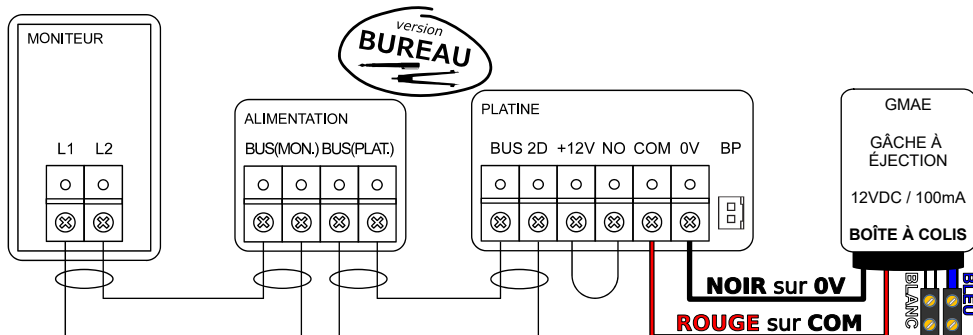 MONITEUR
L1 L2
version
BUREAU
ALIMENTATION
BUS(MON.) BUS(PLAT.)
PLATINE
BUS 2D +12V NO COM 0V BP
GMAE
GÂCHE À
ÉJECTION
12VDC / 100mA
BOÎTE À COLIS
NOIR sur 0V
ROUGE sur COM
BLANC
BLEU